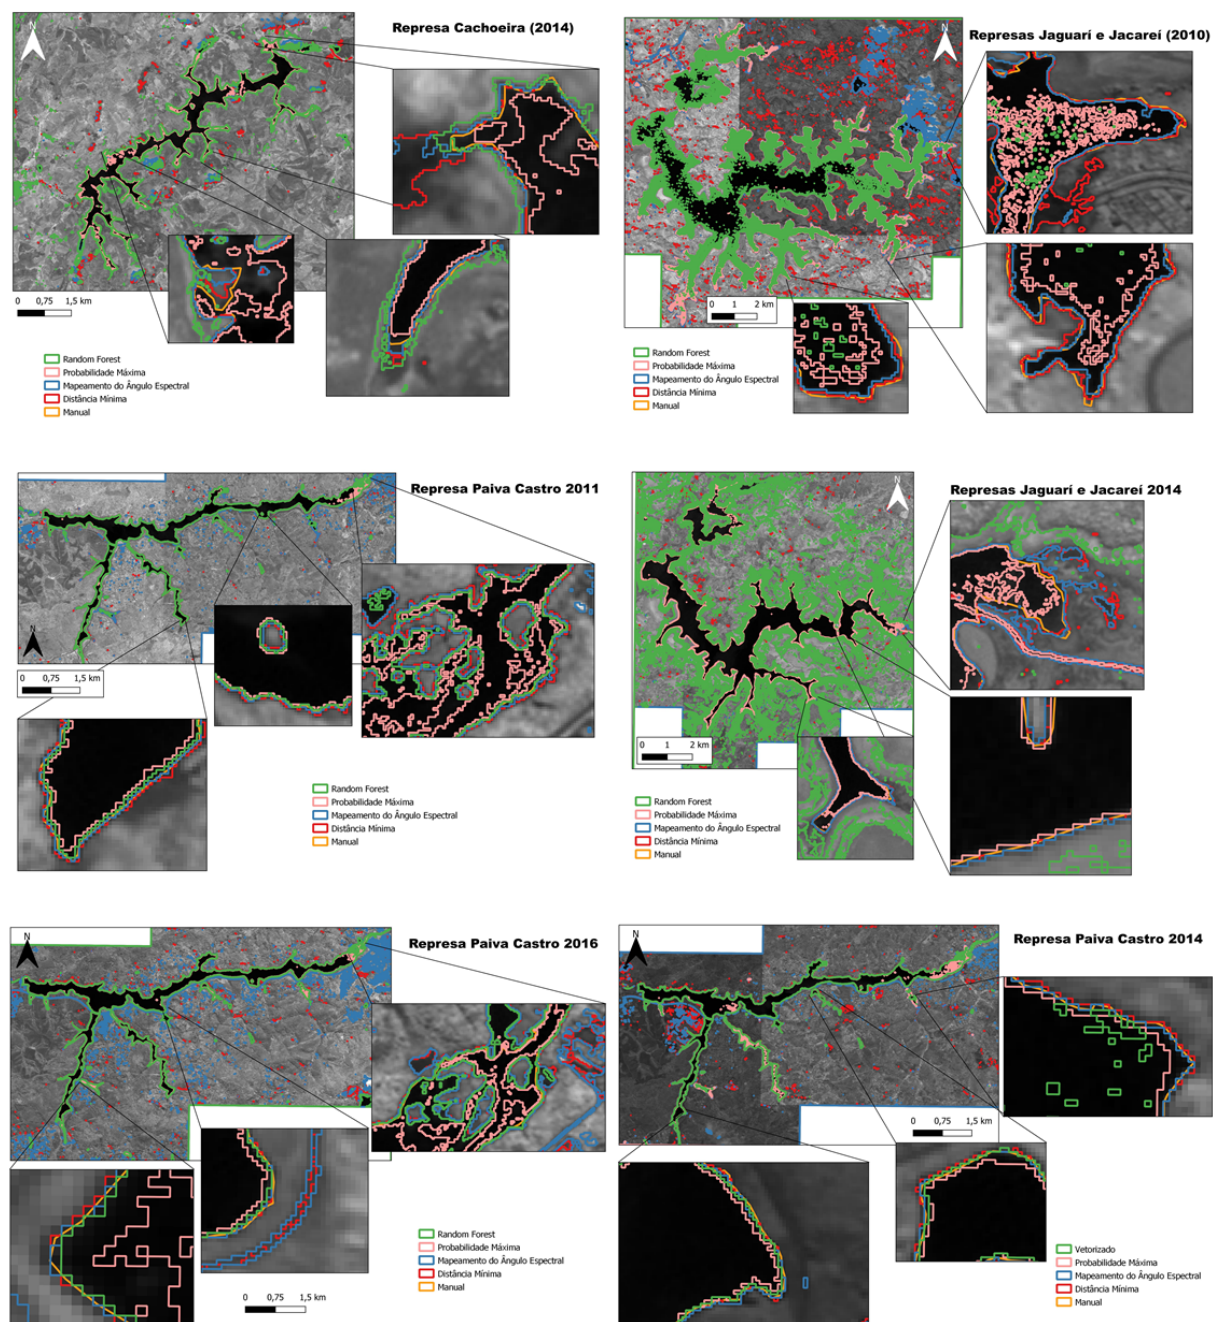 Represa Cachoeira (2014)
N
0 0,75 1,5 km
Random Forest
Probabilidade Máxima
Mapeamento do Ângulo Espectral
Distância Mínima
Manual
Represas Jaguarí e Jacareí (2010)
N
0 1 2 km
Random Forest
Probabilidade Máxima
Mapeamento do Ângulo Espectral
Distância Mínima
Manual
Represa Paiva Castro 2011
N
0 0,75 1,5 km
Random Forest
Probabilidade Máxima
Mapeamento do Ângulo Espectral
Distância Mínima
Manual
Represas Jaguarí e Jacareí 2014
N
0 1 2 km
Random Forest
Probabilidade Máxima
Mapeamento do Ângulo Espectral
Distância Mínima
Manual
Represa Paiva Castro 2016
N
Random Forest
Probabilidade Máxima
Mapeamento do Ângulo Espectral
Distância Mínima
Manual
0 0,75 1,5 km
Represa Paiva Castro 2014
N
0 0,75 1,5 km
Vetorizado
Probabilidade Máxima
Mapeamento do Ângulo Espectral
Distância Mínima
Manual